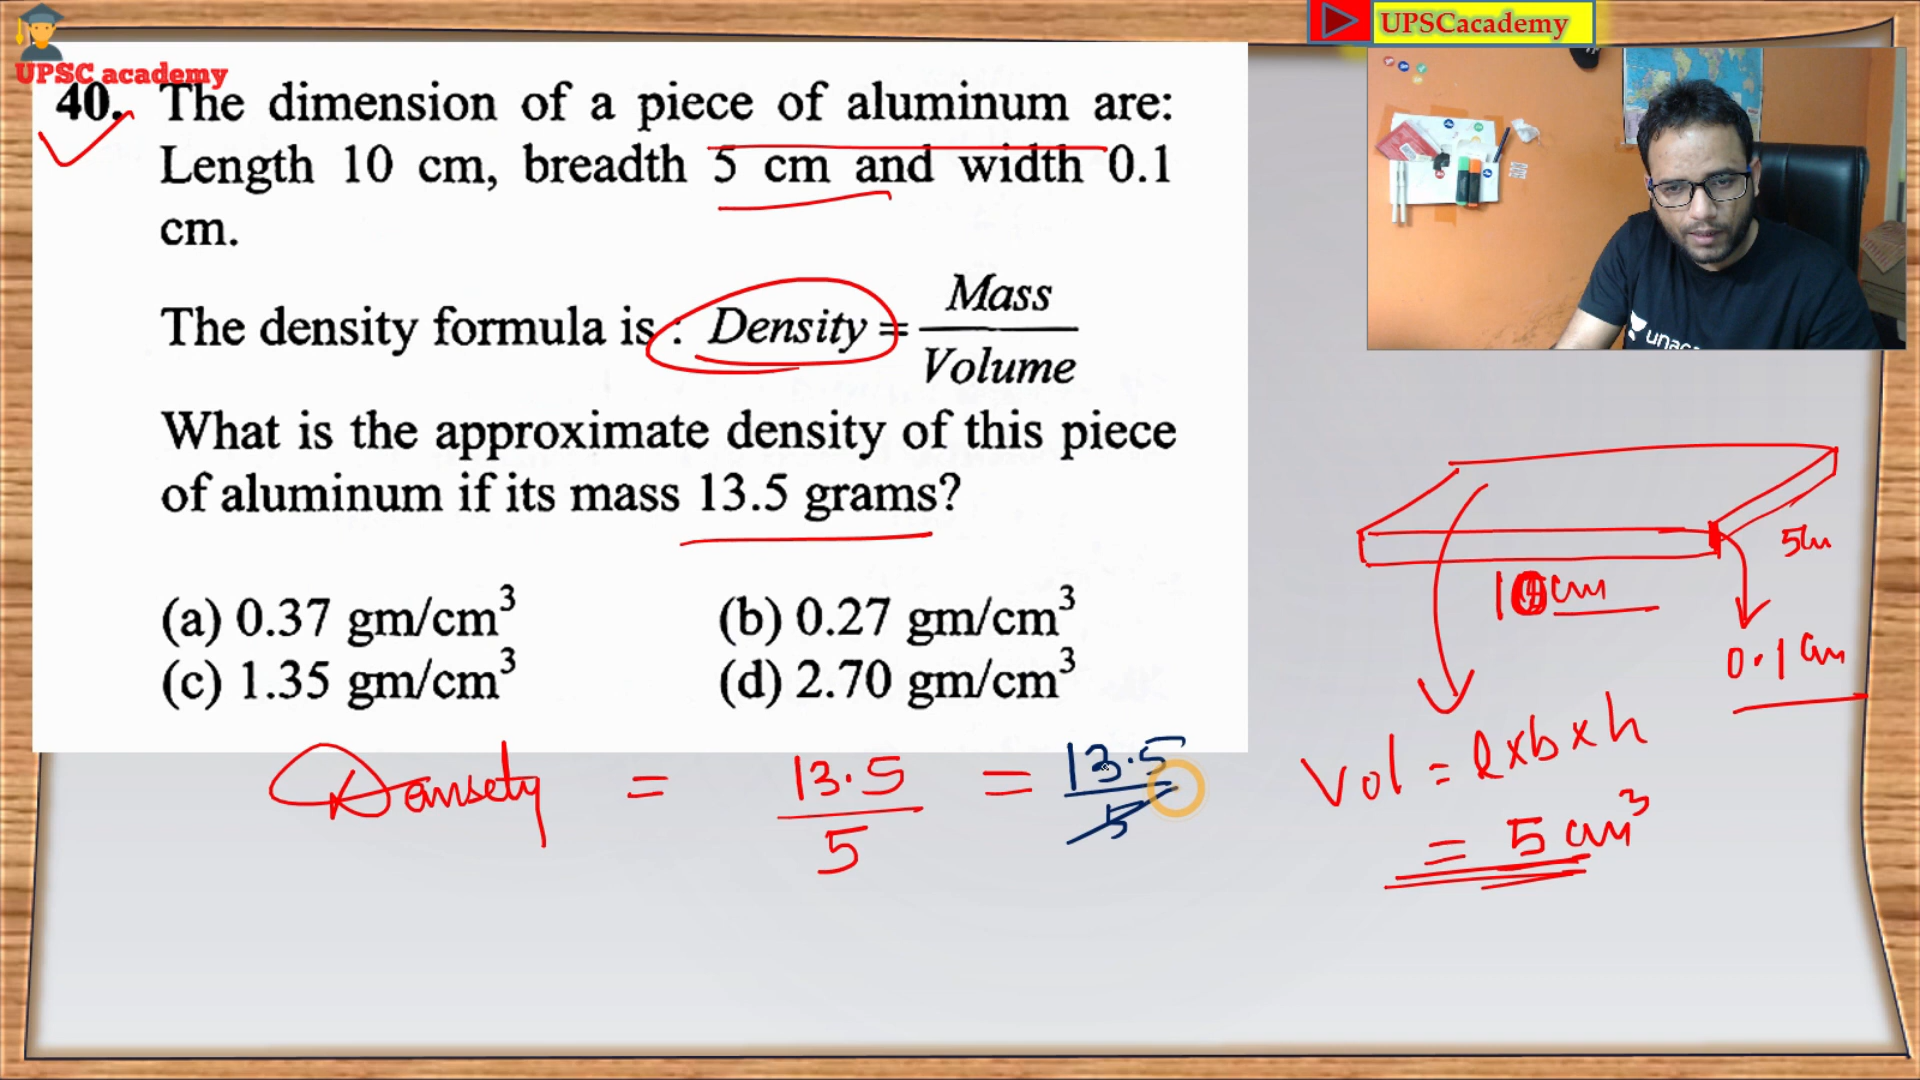 UPSC academy
UPSCacademy
40. The dimension of a piece of aluminum are:
Length 10 cm, breadth 5 cm and width 0.1
cm.
The density formula is : Density = Mass
Volume
What is the approximate density of this piece
of aluminum if its mass 13.5 grams?
(a) 0.37 gm/cm³ (b) 0.27 gm/cm³
(c) 1.35 gm/cm³ (d) 2.70 gm/cm³
unac
5cm
10cm
0.1 cm
Vol = l×b×h
= 5 cm³
Density = 13.5 = 13.5
5 5